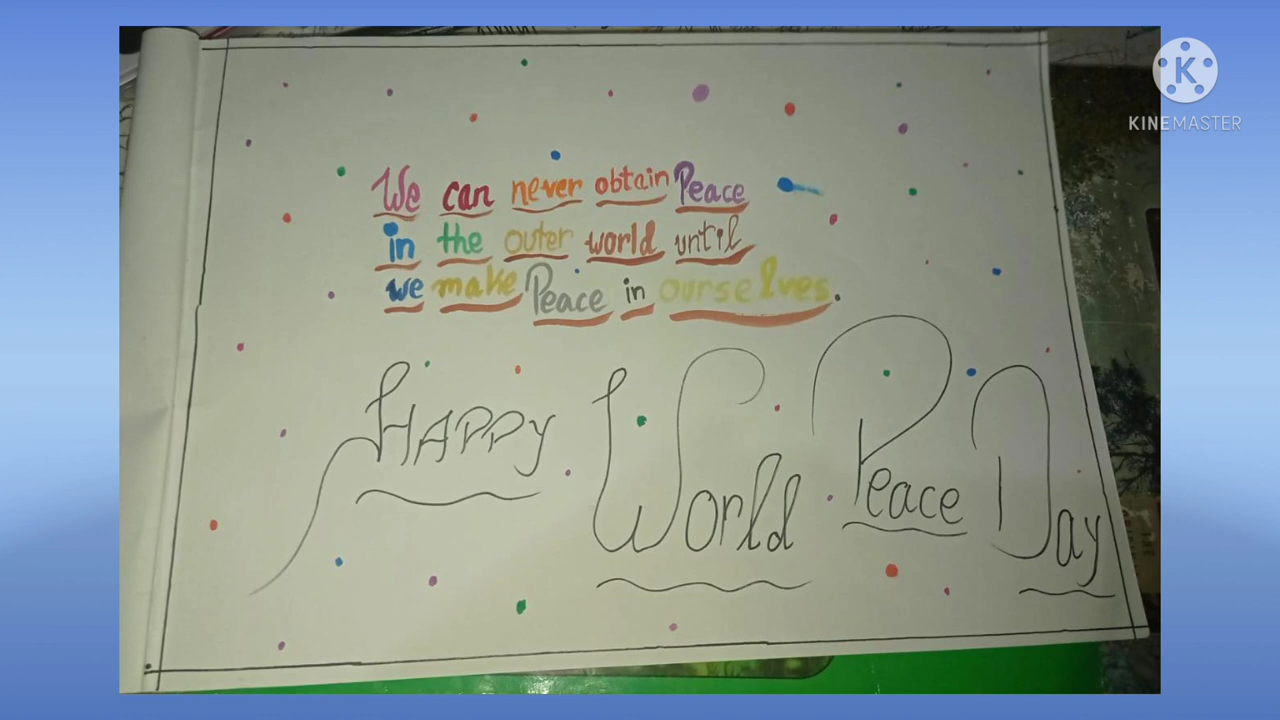 We can never obtain Peace
in the outer world until
we make Peace in ourselves.
HAPPY World Peace Day
KINEMASTER